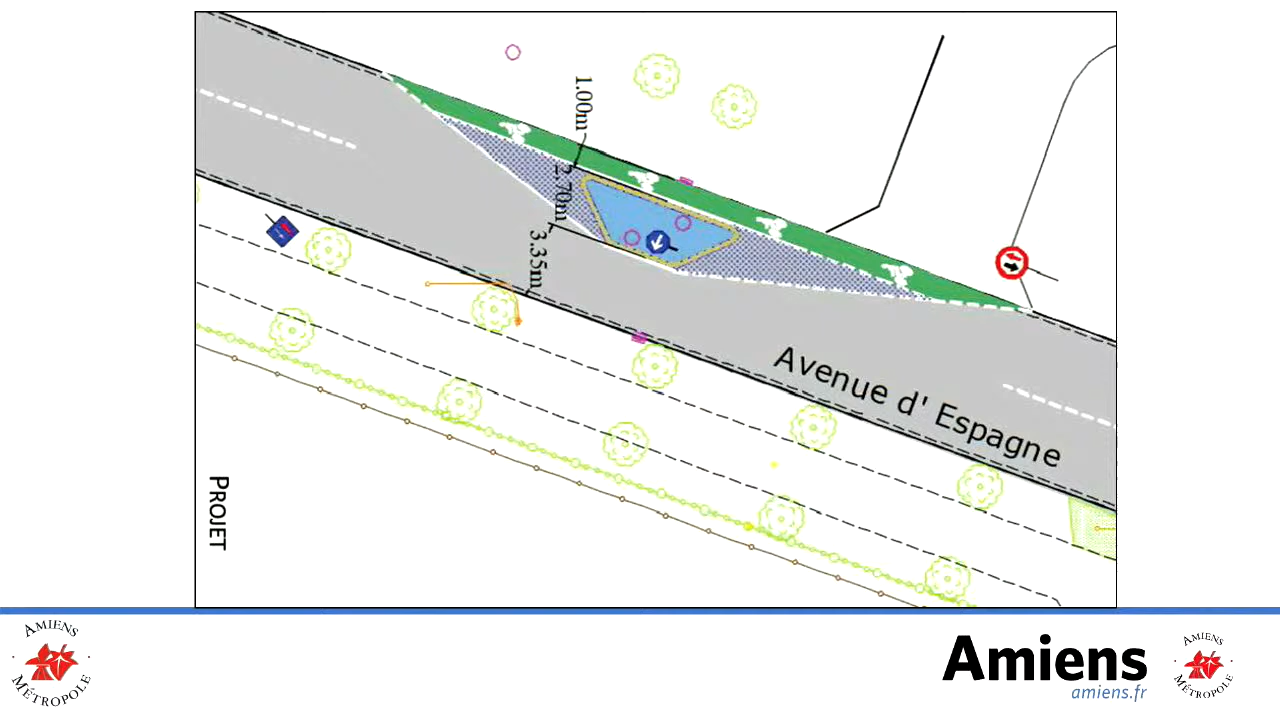 1.00m
2.70m
3.35m
Avenue d' Espagne
PROJET
AMIENS
MÉTROPOLE
Amiens
amiens.fr
AMIENS
MÉTROPOLE